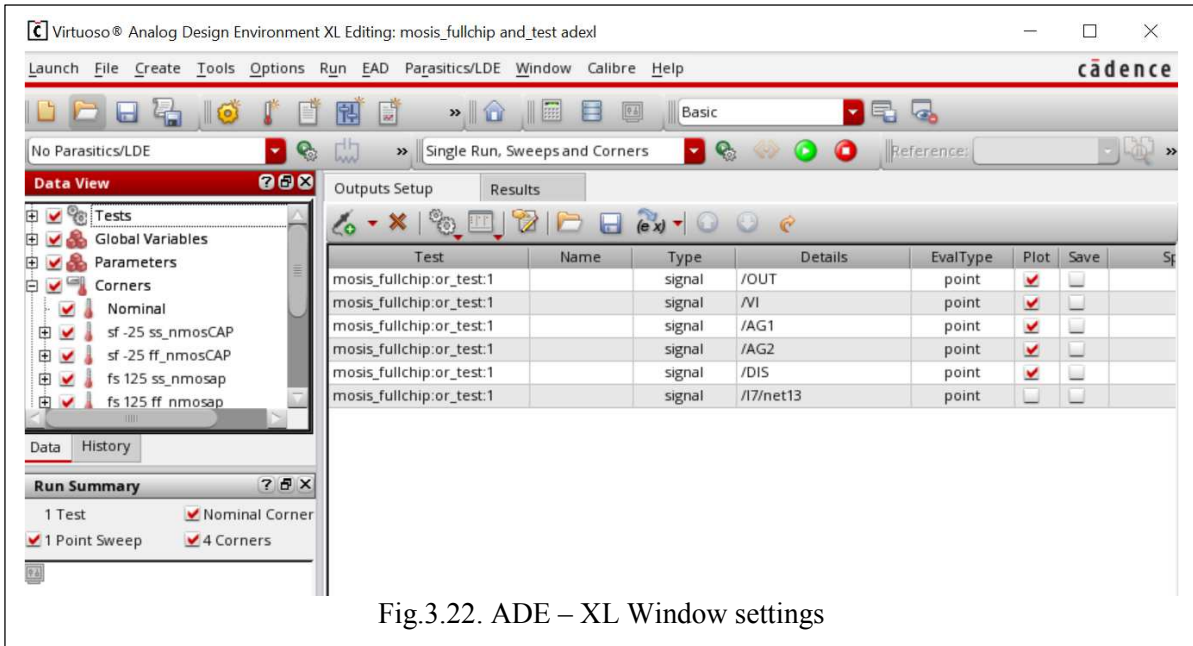 Virtuoso® Analog Design Environment XL Editing: mosis_fullchip and_test adexl
Launch File Create Tools Options Run EAD Parasitics/LDE Window Calibre Help cādence
» Basic
No Parasitics/LDE » Single Run, Sweeps and Corners Reference: »
Data View
Outputs Setup Results
Tests
Global Variables
Parameters
Corners
Nominal
sf -25 ss_nmosCAP
sf -25 ff_nmosCAP
fs 125 ss_nmosap
fs 125 ff_nmosap
Data History
Run Summary
1 Test Nominal Corner
1 Point Sweep 4 Corners
(e x)
Test Name Type Details EvalType Plot Save Sp
mosis_fullchip:or_test:1 signal /OUT point
mosis_fullchip:or_test:1 signal /VI point
mosis_fullchip:or_test:1 signal /AG1 point
mosis_fullchip:or_test:1 signal /AG2 point
mosis_fullchip:or_test:1 signal /DIS point
mosis_fullchip:or_test:1 signal /I7/net13 point
Fig.3.22. ADE – XL Window settings